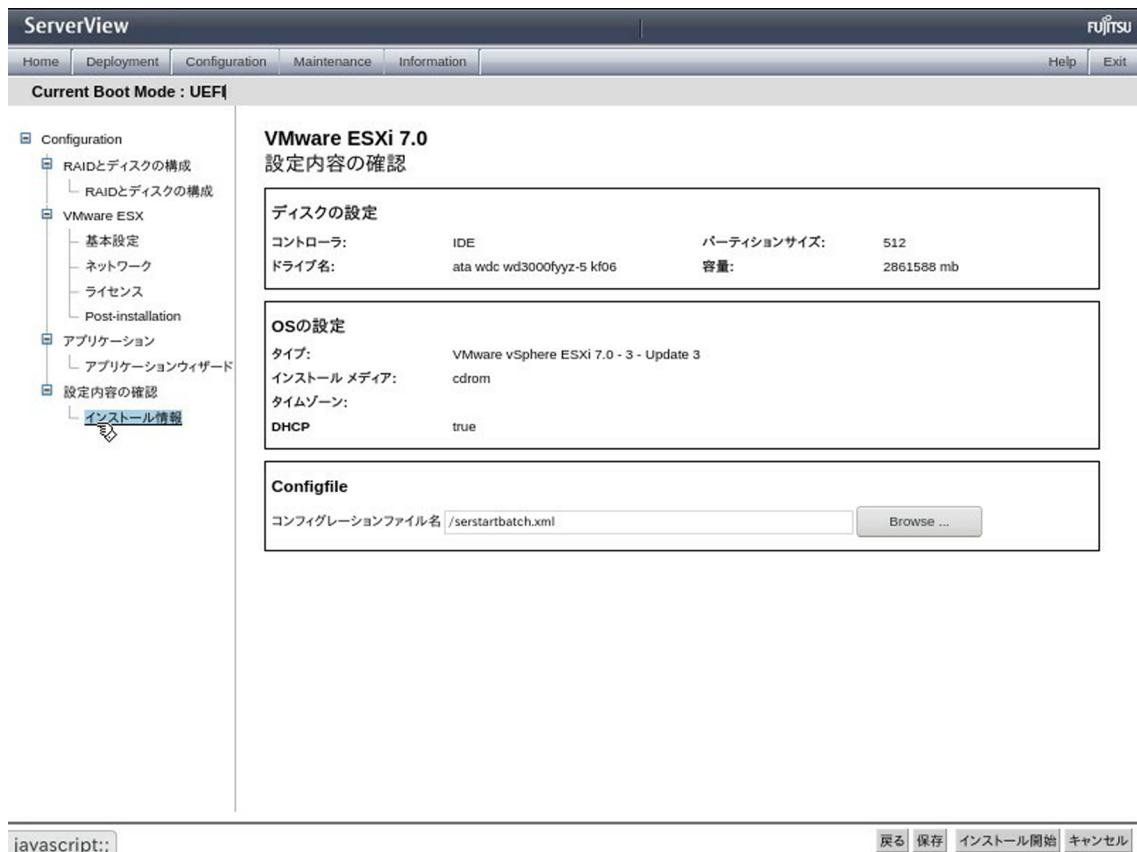 ServerView
FUJITSU
Home Deployment Configuration Maintenance Information Help Exit
Current Boot Mode : UEFI
Configuration
RAIDとディスクの構成
RAIDとディスクの構成
VMware ESX
基本設定
ネットワーク
ライセンス
Post-installation
アプリケーション
アプリケーションウィザード
設定内容の確認
インストール情報
VMware ESXi 7.0
設定内容の確認
ディスクの設定
コントローラ: IDE パーティションサイズ: 512
ドライブ名: ata wdc wd3000fyyz-5 kf06 容量: 2861588 mb
OSの設定
タイプ: VMware vSphere ESXi 7.0 - 3 - Update 3
インストール メディア: cdrom
タイムゾーン:
DHCP true
Configfile
コンフィグレーションファイル名 /serstartbatch.xml Browse ...
javascript:; 戻る 保存 インストール開始 キャンセル